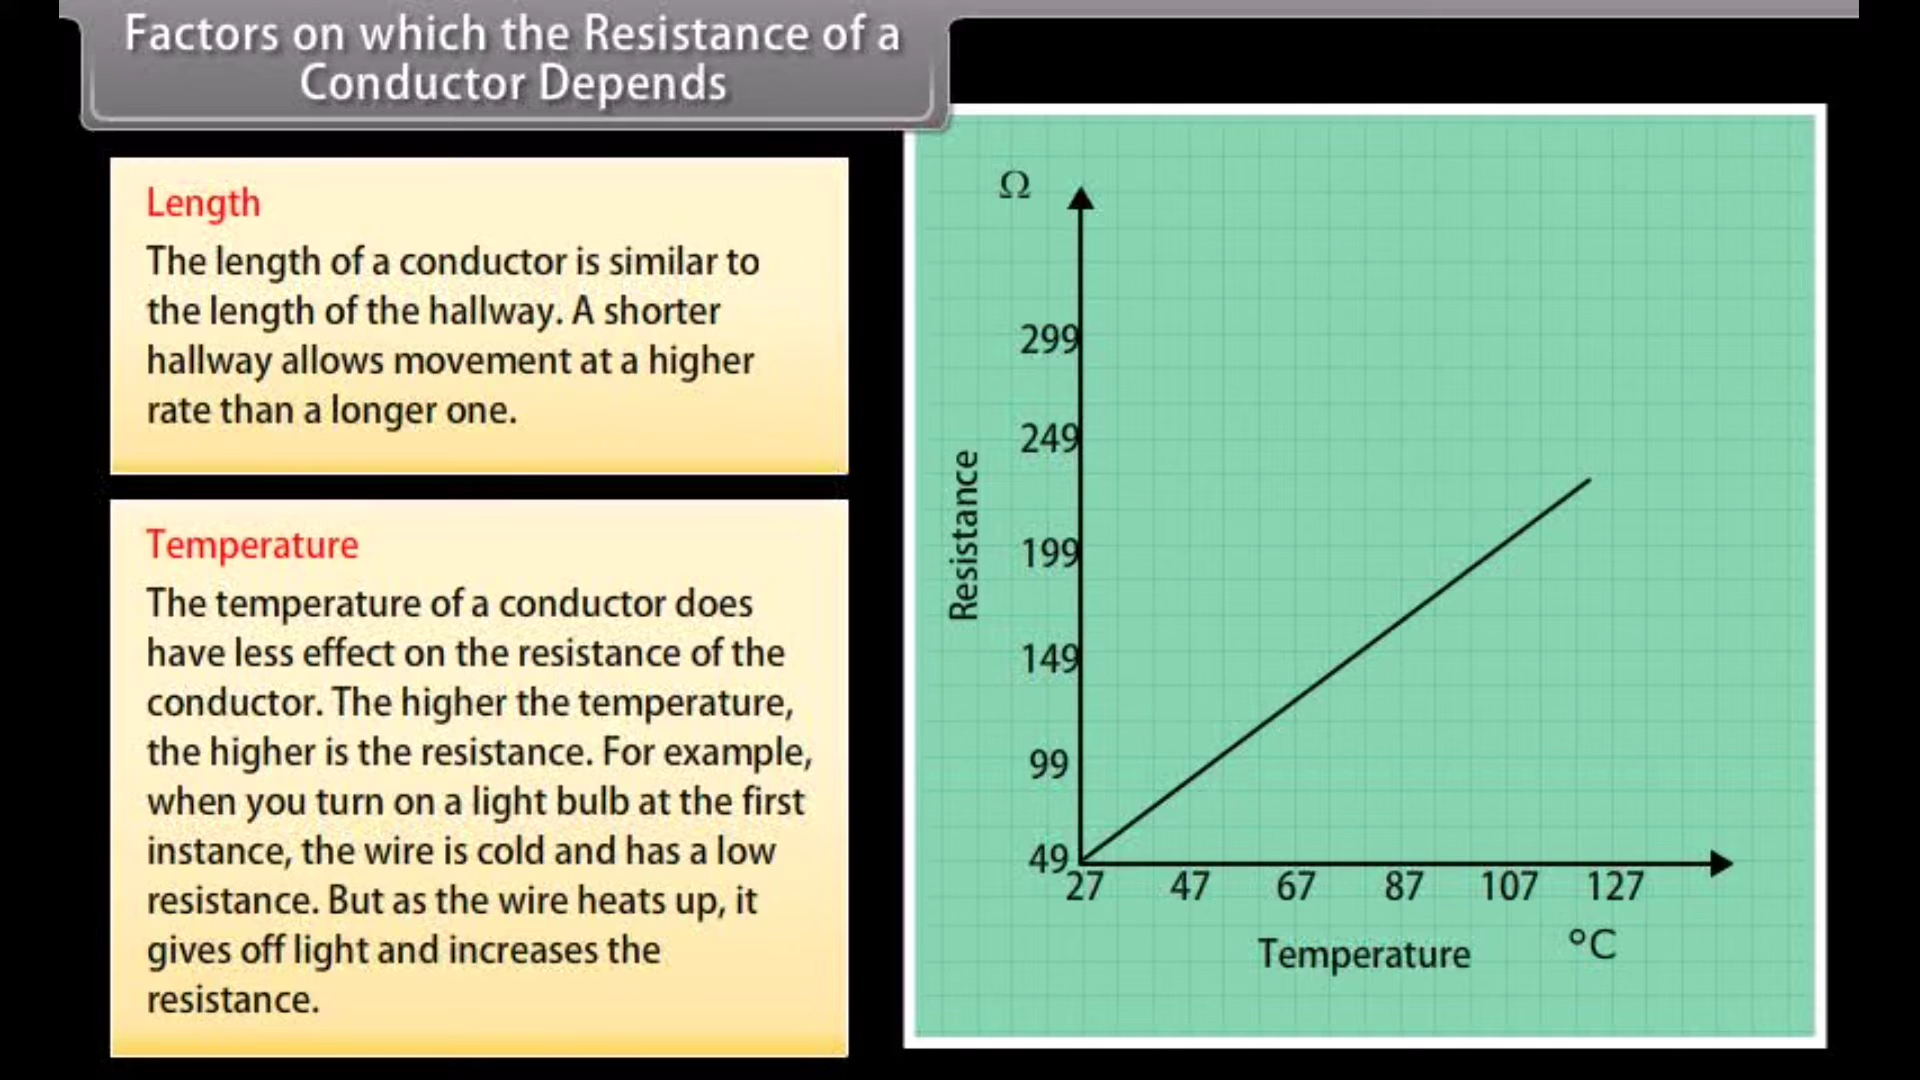 Factors on which the Resistance of a
Conductor Depends
Length
The length of a conductor is similar to
the length of the hallway. A shorter
hallway allows movement at a higher
rate than a longer one.
Temperature
The temperature of a conductor does
have less effect on the resistance of the
conductor. The higher the temperature,
the higher is the resistance. For example,
when you turn on a light bulb at the first
instance, the wire is cold and has a low
resistance. But as the wire heats up, it
gives off light and increases the
resistance.
Ω
299
249
199
149
99
49
Resistance
27 47 67 87 107 127
Temperature °C